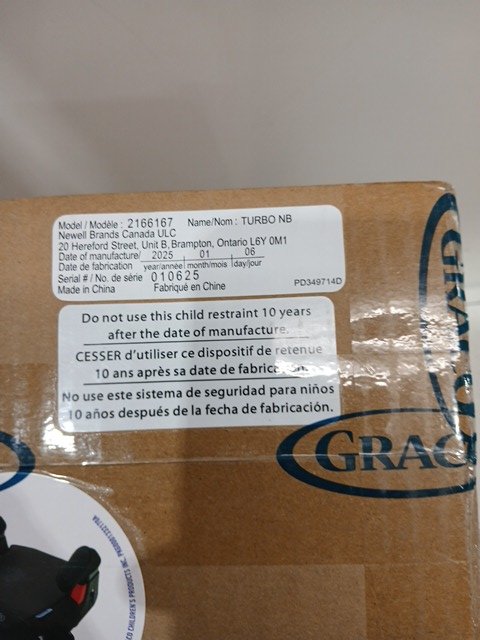 Model / Modèle : 2166167 Name/Nom : TURBO NB
Newell Brands Canada ULC
20 Hereford Street, Unit B, Brampton, Ontario L6Y 0M1
Date of manufacture/ 2025 01 06
Date de fabrication year/année month/mois day/jour
Serial # / No. de série 010625
Made in China Fabriqué en Chine PD349714D
Do not use this child restraint 10 years
after the date of manufacture.
CESSER d'utiliser ce dispositif de retenue
10 ans après sa date de
No use este sistema de seguridad para niños
10 años después de la fecha de fabricación.
GRACO
GRAC
CHILDREN'S PRODUCTS INC.